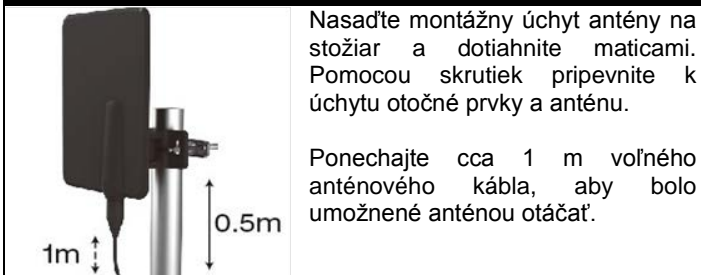 Nasaďte montážny úchyt antény na
stožiar a dotiahnite maticami.
Pomocou skrutiek pripevnite k
úchytu otočné prvky a anténu.
Ponechajte cca 1 m voľného
anténového kábla, aby bolo
umožnené anténou otáčať.
0.5m
1m